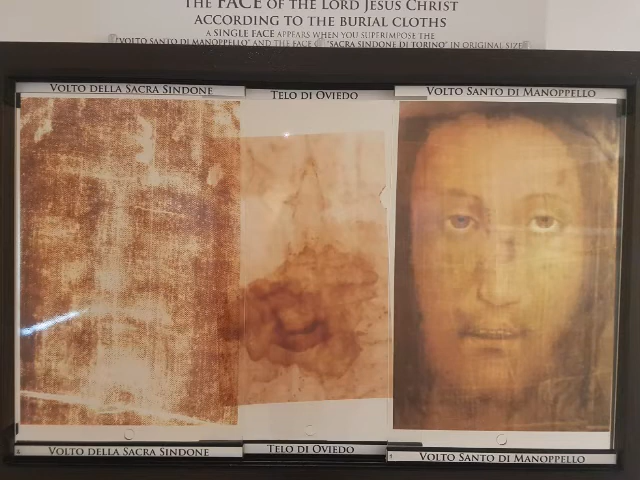 THE FACE OF THE LORD JESUS CHRIST
ACCORDING TO THE BURIAL CLOTHS
A SINGLE FACE APPEARS WHEN YOU SUPERIMPOSE THE
"VOLTO SANTO DI MANOPPELLO" AND THE FACE "SACRA SINDONE DI TORINO" IN ORIGINAL SIZE
VOLTO DELLA SACRA SINDONE
TELO DI OVIEDO
VOLTO SANTO DI MANOPPELLO
VOLTO DELLA SACRA SINDONE
TELO DI OVIEDO
VOLTO SANTO DI MANOPPELLO